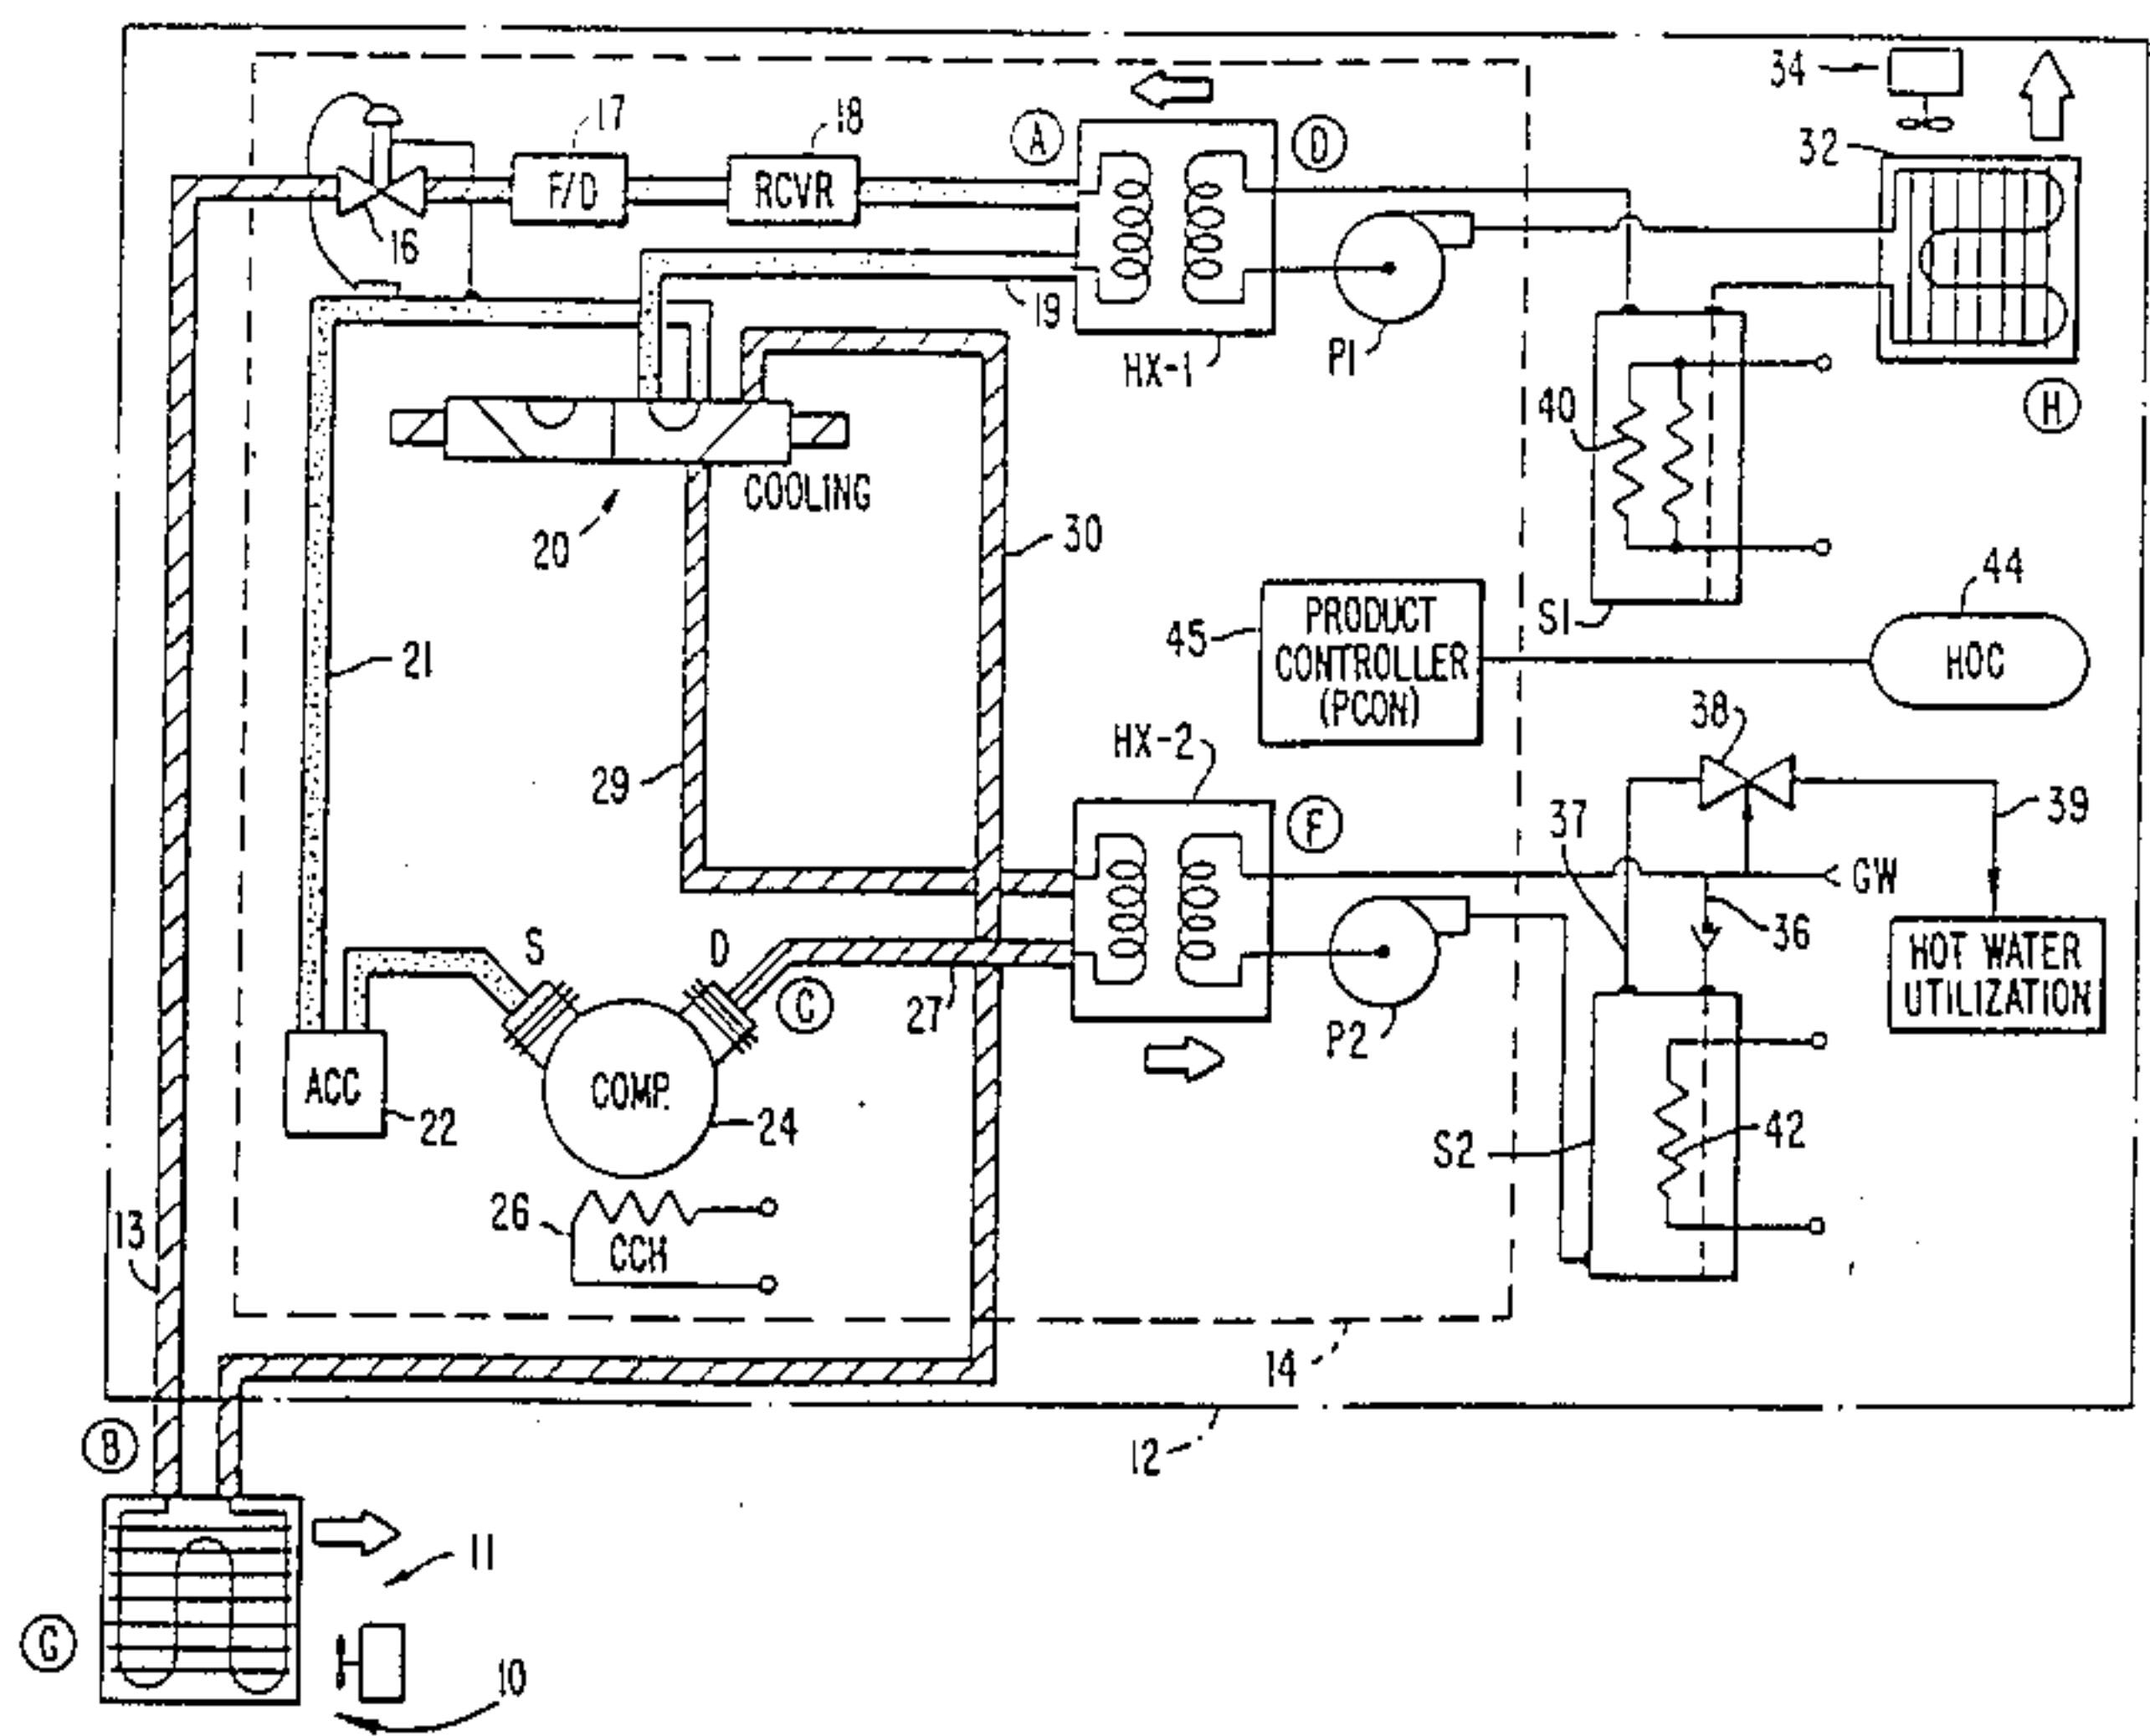 34
17
18
A
D
32
F/D
RCVR
16
19
P1
HX-1
40
H
COOLING
20
30
44
PRODUCT
CONTROLLER
(PCON)
45
S1
HOC
21
38
HX-2
29
F
37
39
GW
36
S
D
C
27
HOT WATER
UTILIZATION
P2
ACC
COMP.
22
24
S2
42
26
CCH
13
14
B
12
11
G
10